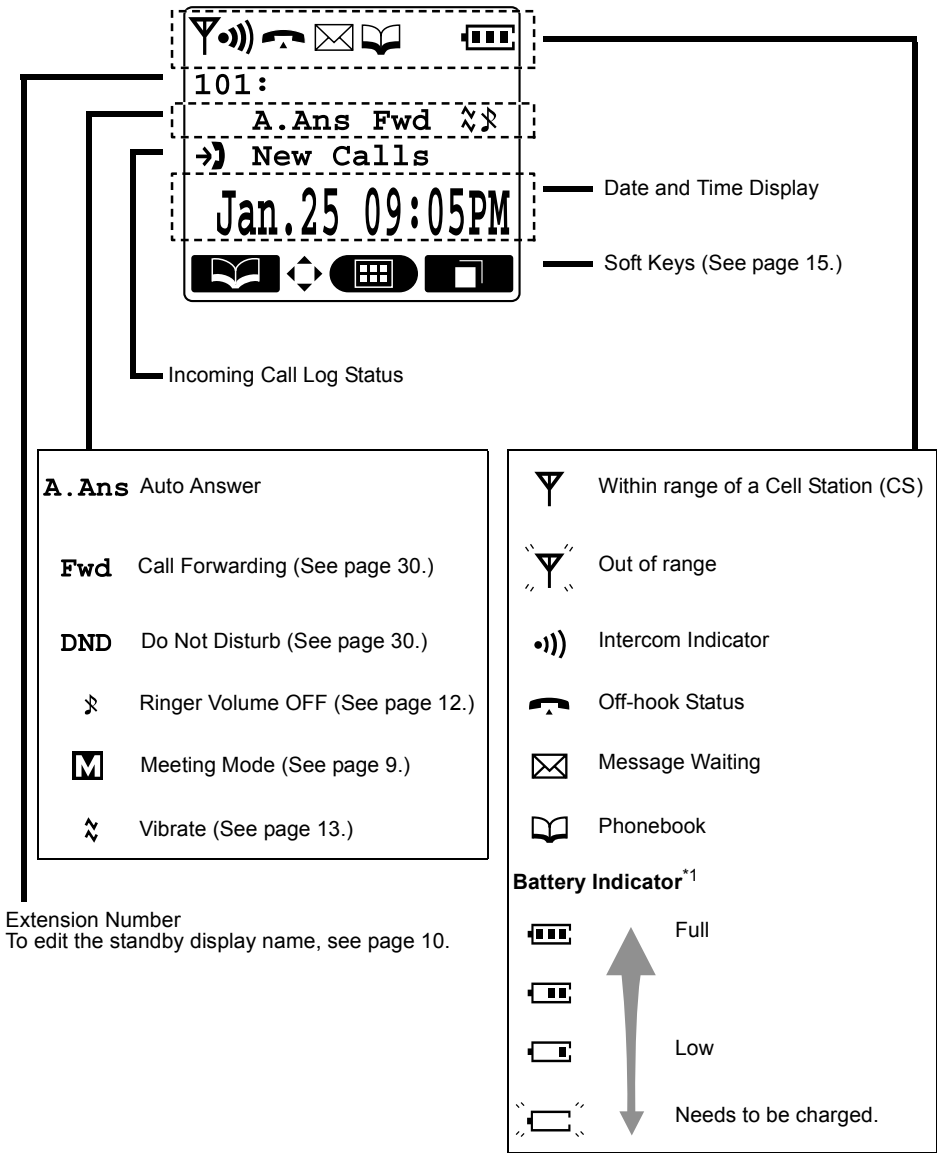 101:
A.Ans Fwd
New Calls
Jan.25 09:05PM
Date and Time Display
Soft Keys (See page 15.)
Incoming Call Log Status
A.Ans Auto Answer
Fwd Call Forwarding (See page 30.)
DND Do Not Disturb (See page 30.)
Ringer Volume OFF (See page 12.)
M Meeting Mode (See page 9.)
Vibrate (See page 13.)
Extension Number
To edit the standby display name, see page 10.
Within range of a Cell Station (CS)
Out of range
Intercom Indicator
Off-hook Status
Message Waiting
Phonebook
Battery Indicator*1
Full
Low
Needs to be charged.